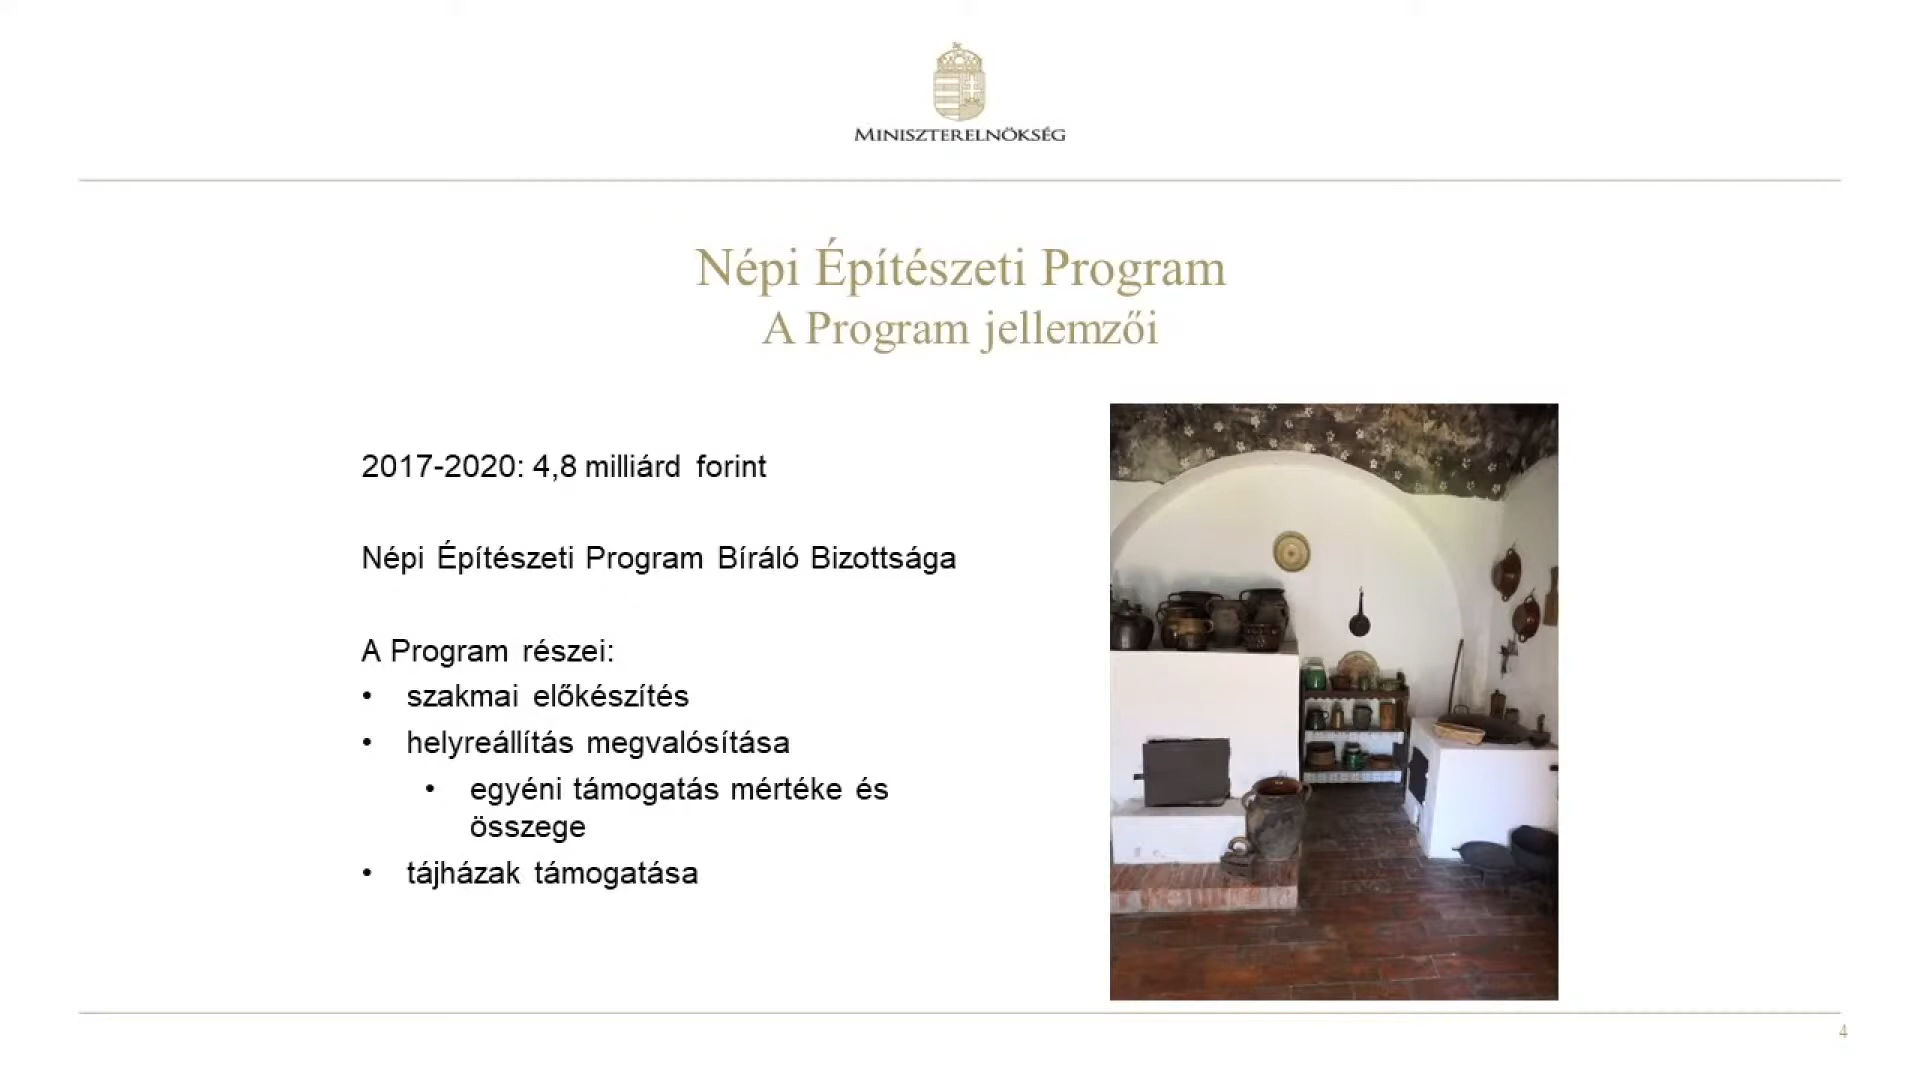 MINISZTERELNÖKSÉG
Népi Építészeti Program
A Program jellemzői
2017-2020: 4,8 milliárd forint
Népi Építészeti Program Bíráló Bizottsága
A Program részei:
• szakmai előkészítés
• helyreállítás megvalósítása
• egyéni támogatás mértéke és
összege
• tájházak támogatása
4